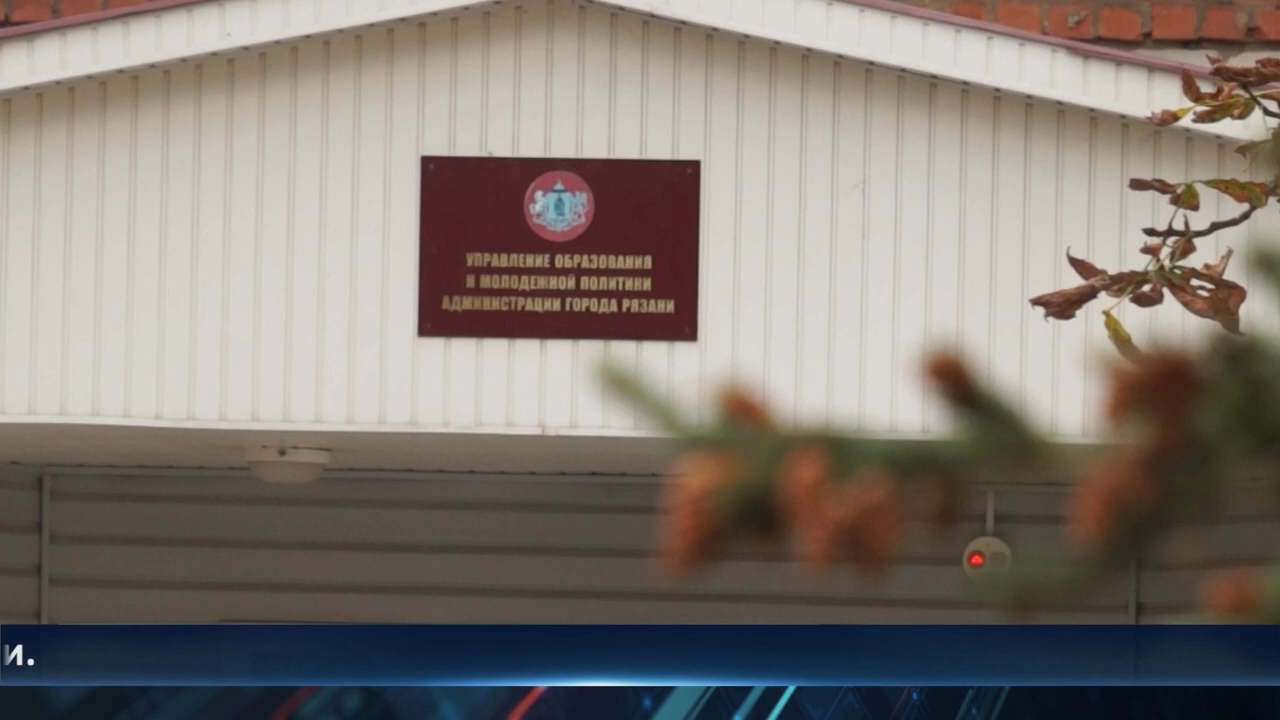 УПРАВЛЕНИЕ ОБРАЗОВАНИЯ
И МОЛОДЕЖНОЙ ПОЛИТИКИ
АДМИНИСТРАЦИИ ГОРОДА РЯЗАНИ
и.